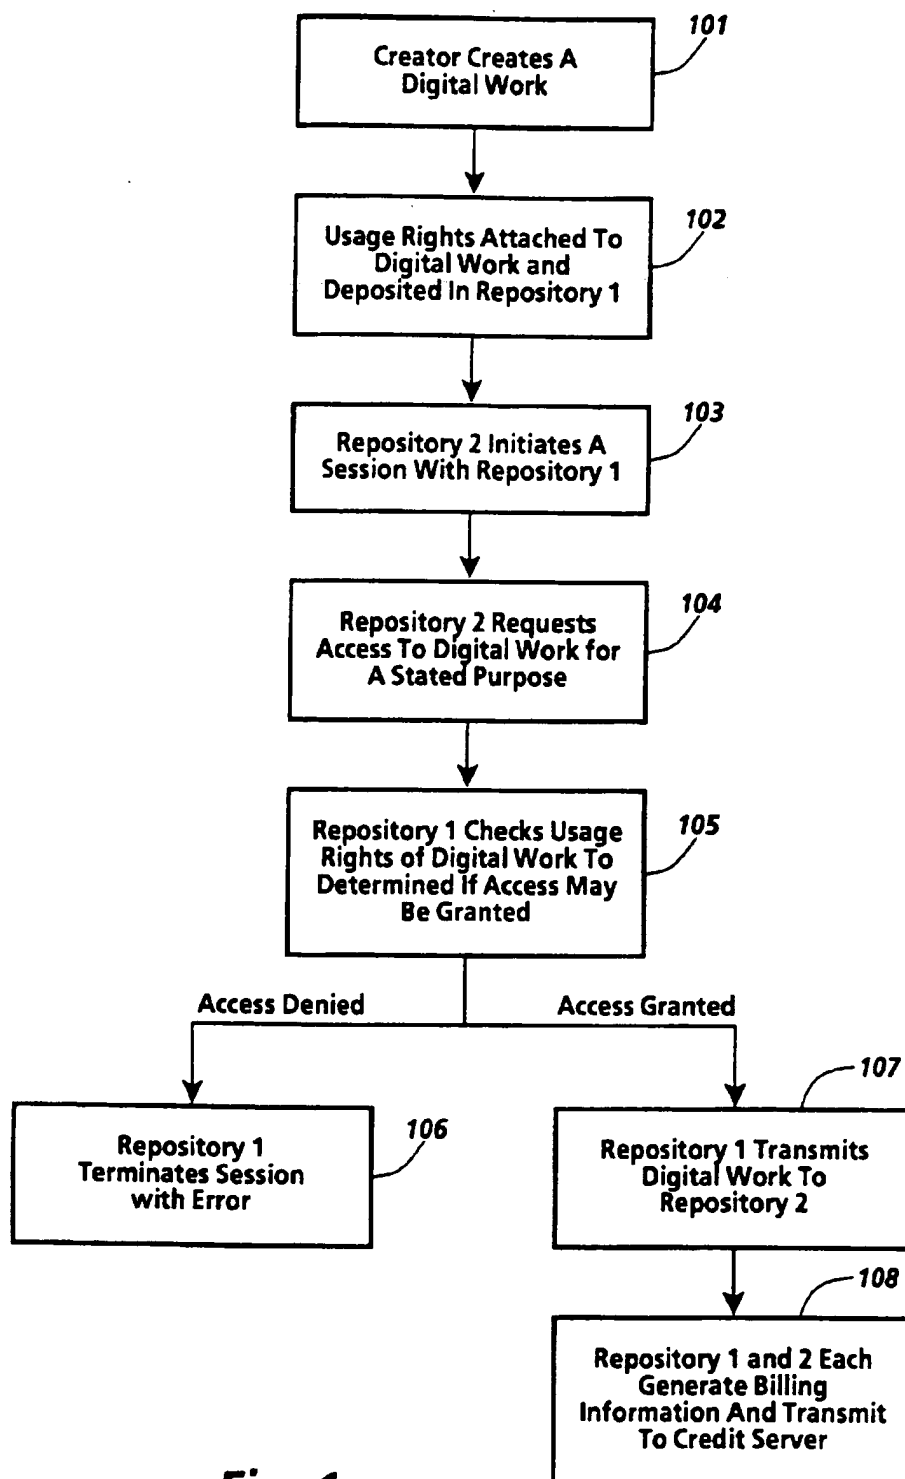 101
Creator Creates A
Digital Work
102
Usage Rights Attached To
Digital Work and
Deposited In Repository 1
103
Repository 2 Initiates A
Session With Repository 1
104
Repository 2 Requests
Access To Digital Work for
A Stated Purpose
105
Repository 1 Checks Usage
Rights of Digital Work To
Determined If Access May
Be Granted
Access Denied
Access Granted
106
Repository 1
Terminates Session
with Error
107
Repository 1 Transmits
Digital Work To
Repository 2
108
Repository 1 and 2 Each
Generate Billing
Information And Transmit
To Credit Server